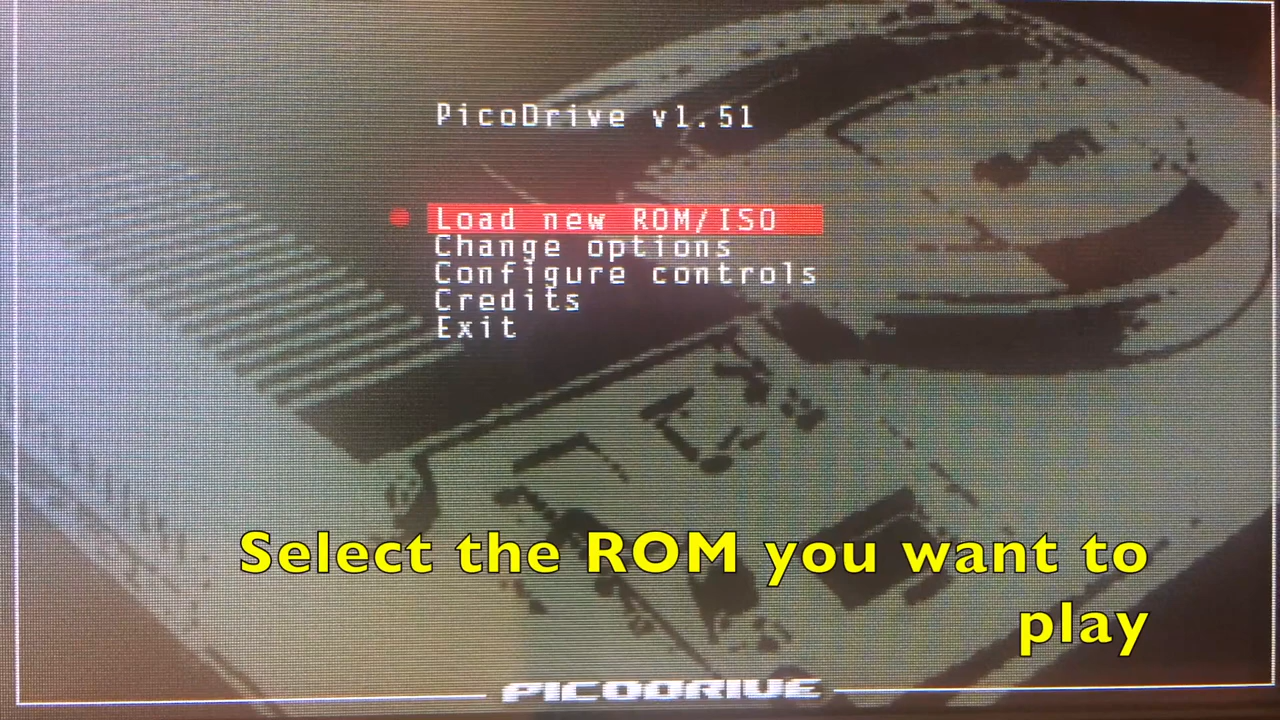 PicoDrive v1.51
Load new ROM/ISO
Change options
Configure controls
Credits
Exit
Select the ROM you want to
play
PICODRIVE